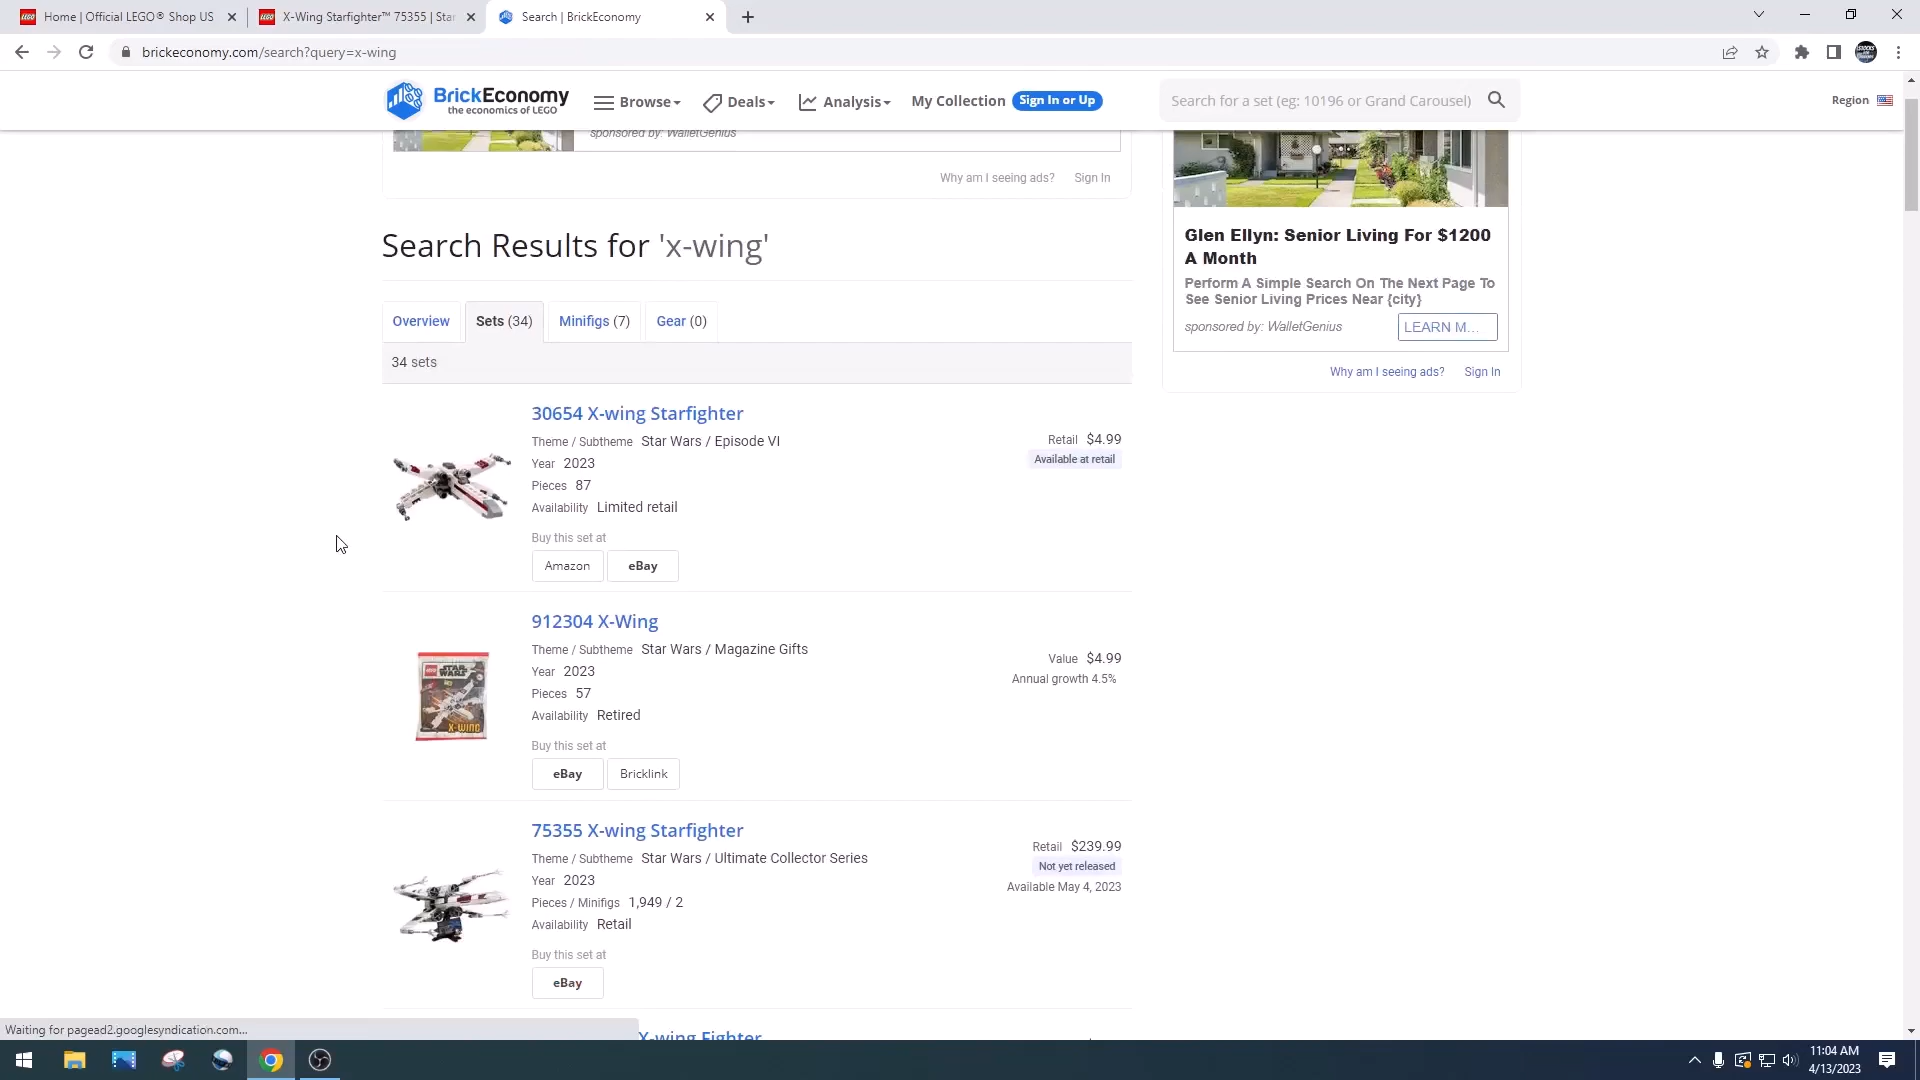 Home | Official LEGO® Shop US
X-Wing Starfighter™ 75355 | Star
Search | BrickEconomy
brickeconomy.com/search?query=x-wing
BrickEconomy
the economics of LEGO
Browse
Deals
Analysis
My Collection
Sign In or Up
Search for a set (eg: 10196 or Grand Carousel)
Region
sponsored by: WalletGenius
Why am I seeing ads?
Sign In
Glen Ellyn: Senior Living For $1200
A Month
Perform A Simple Search On The Next Page To
See Senior Living Prices Near {city}
sponsored by: WalletGenius
LEARN M...
Why am I seeing ads?
Sign In
Search Results for 'x-wing'
Overview
Sets (34)
Minifigs (7)
Gear (0)
34 sets
30654 X-wing Starfighter
Theme / Subtheme Star Wars / Episode VI
Year 2023
Pieces 87
Availability Limited retail
Retail $4.99
Available at retail
Buy this set at
Amazon
eBay
912304 X-Wing
Theme / Subtheme Star Wars / Magazine Gifts
Year 2023
Pieces 57
Availability Retired
Value $4.99
Annual growth 4.5%
Buy this set at
eBay
Bricklink
STAR
WARS
X-WING
75355 X-wing Starfighter
Theme / Subtheme Star Wars / Ultimate Collector Series
Year 2023
Pieces / Minifigs 1,949 / 2
Availability Retail
Retail $239.99
Not yet released
Available May 4, 2023
Buy this set at
eBay
X-wing Fighter
Waiting for pagead2.googlesyndication.com...
11:04 AM
4/13/2023